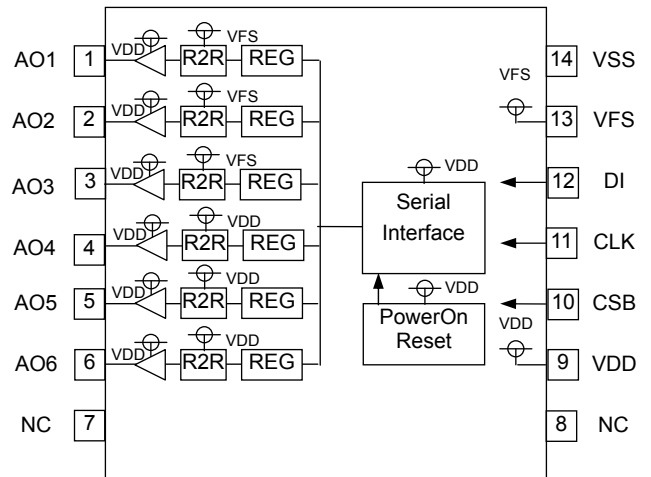 AO1 1 VDD R2R VFS REG 14 VSS
VFS
AO2 2 VDD R2R VFS REG 13 VFS
AO3 3 VDD R2R VFS REG VDD 12 DI
Serial
Interface
AO4 4 VDD R2R VDD REG 11 CLK
AO5 5 VDD R2R VDD REG VDD 10 CSB
PowerOn
Reset
VDD
AO6 6 VDD R2R VDD REG 9 VDD
NC 7 8 NC